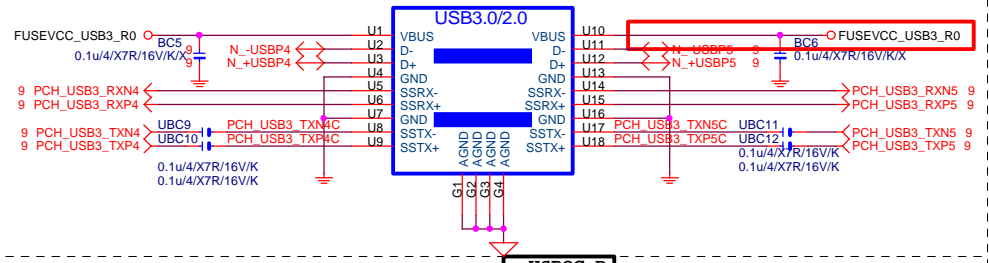 USB3.0/2.0
FUSEVCC_USB3_R0
U1
VBUS
VBUS
U10
FUSEVCC_USB3_R0
BC5
0.1u/4/X7R/16V/K/X
9
N_-USBP4
U2
D-
D-
U11
N_-USBP5
9
BC6
0.1u/4/X7R/16V/K/X
9
N_+USBP4
U3
D+
D+
U12
N_+USBP5
9
U4
GND
GND
U13
9 PCH_USB3_RXN4
U5
SSRX-
SSRX-
U14
PCH_USB3_RXN5 9
9 PCH_USB3_RXP4
U6
SSRX+
SSRX+
U15
PCH_USB3_RXP5 9
U7
GND
GND
U16
9 PCH_USB3_TXN4
UBC9
PCH_USB3_TXN4C
U8
SSTX-
SSTX-
U17
PCH_USB3_TXN5C
UBC11
PCH_USB3_TXN5 9
9 PCH_USB3_TXP4
UBC10
PCH_USB3_TXP4C
U9
SSTX+
SSTX+
U18
PCH_USB3_TXP5C
UBC12
PCH_USB3_TXP5 9
0.1u/4/X7R/16V/K
0.1u/4/X7R/16V/K
0.1u/4/X7R/16V/K
0.1u/4/X7R/16V/K
AGND
AGND
AGND
AGND
G1
G2
G3
G4